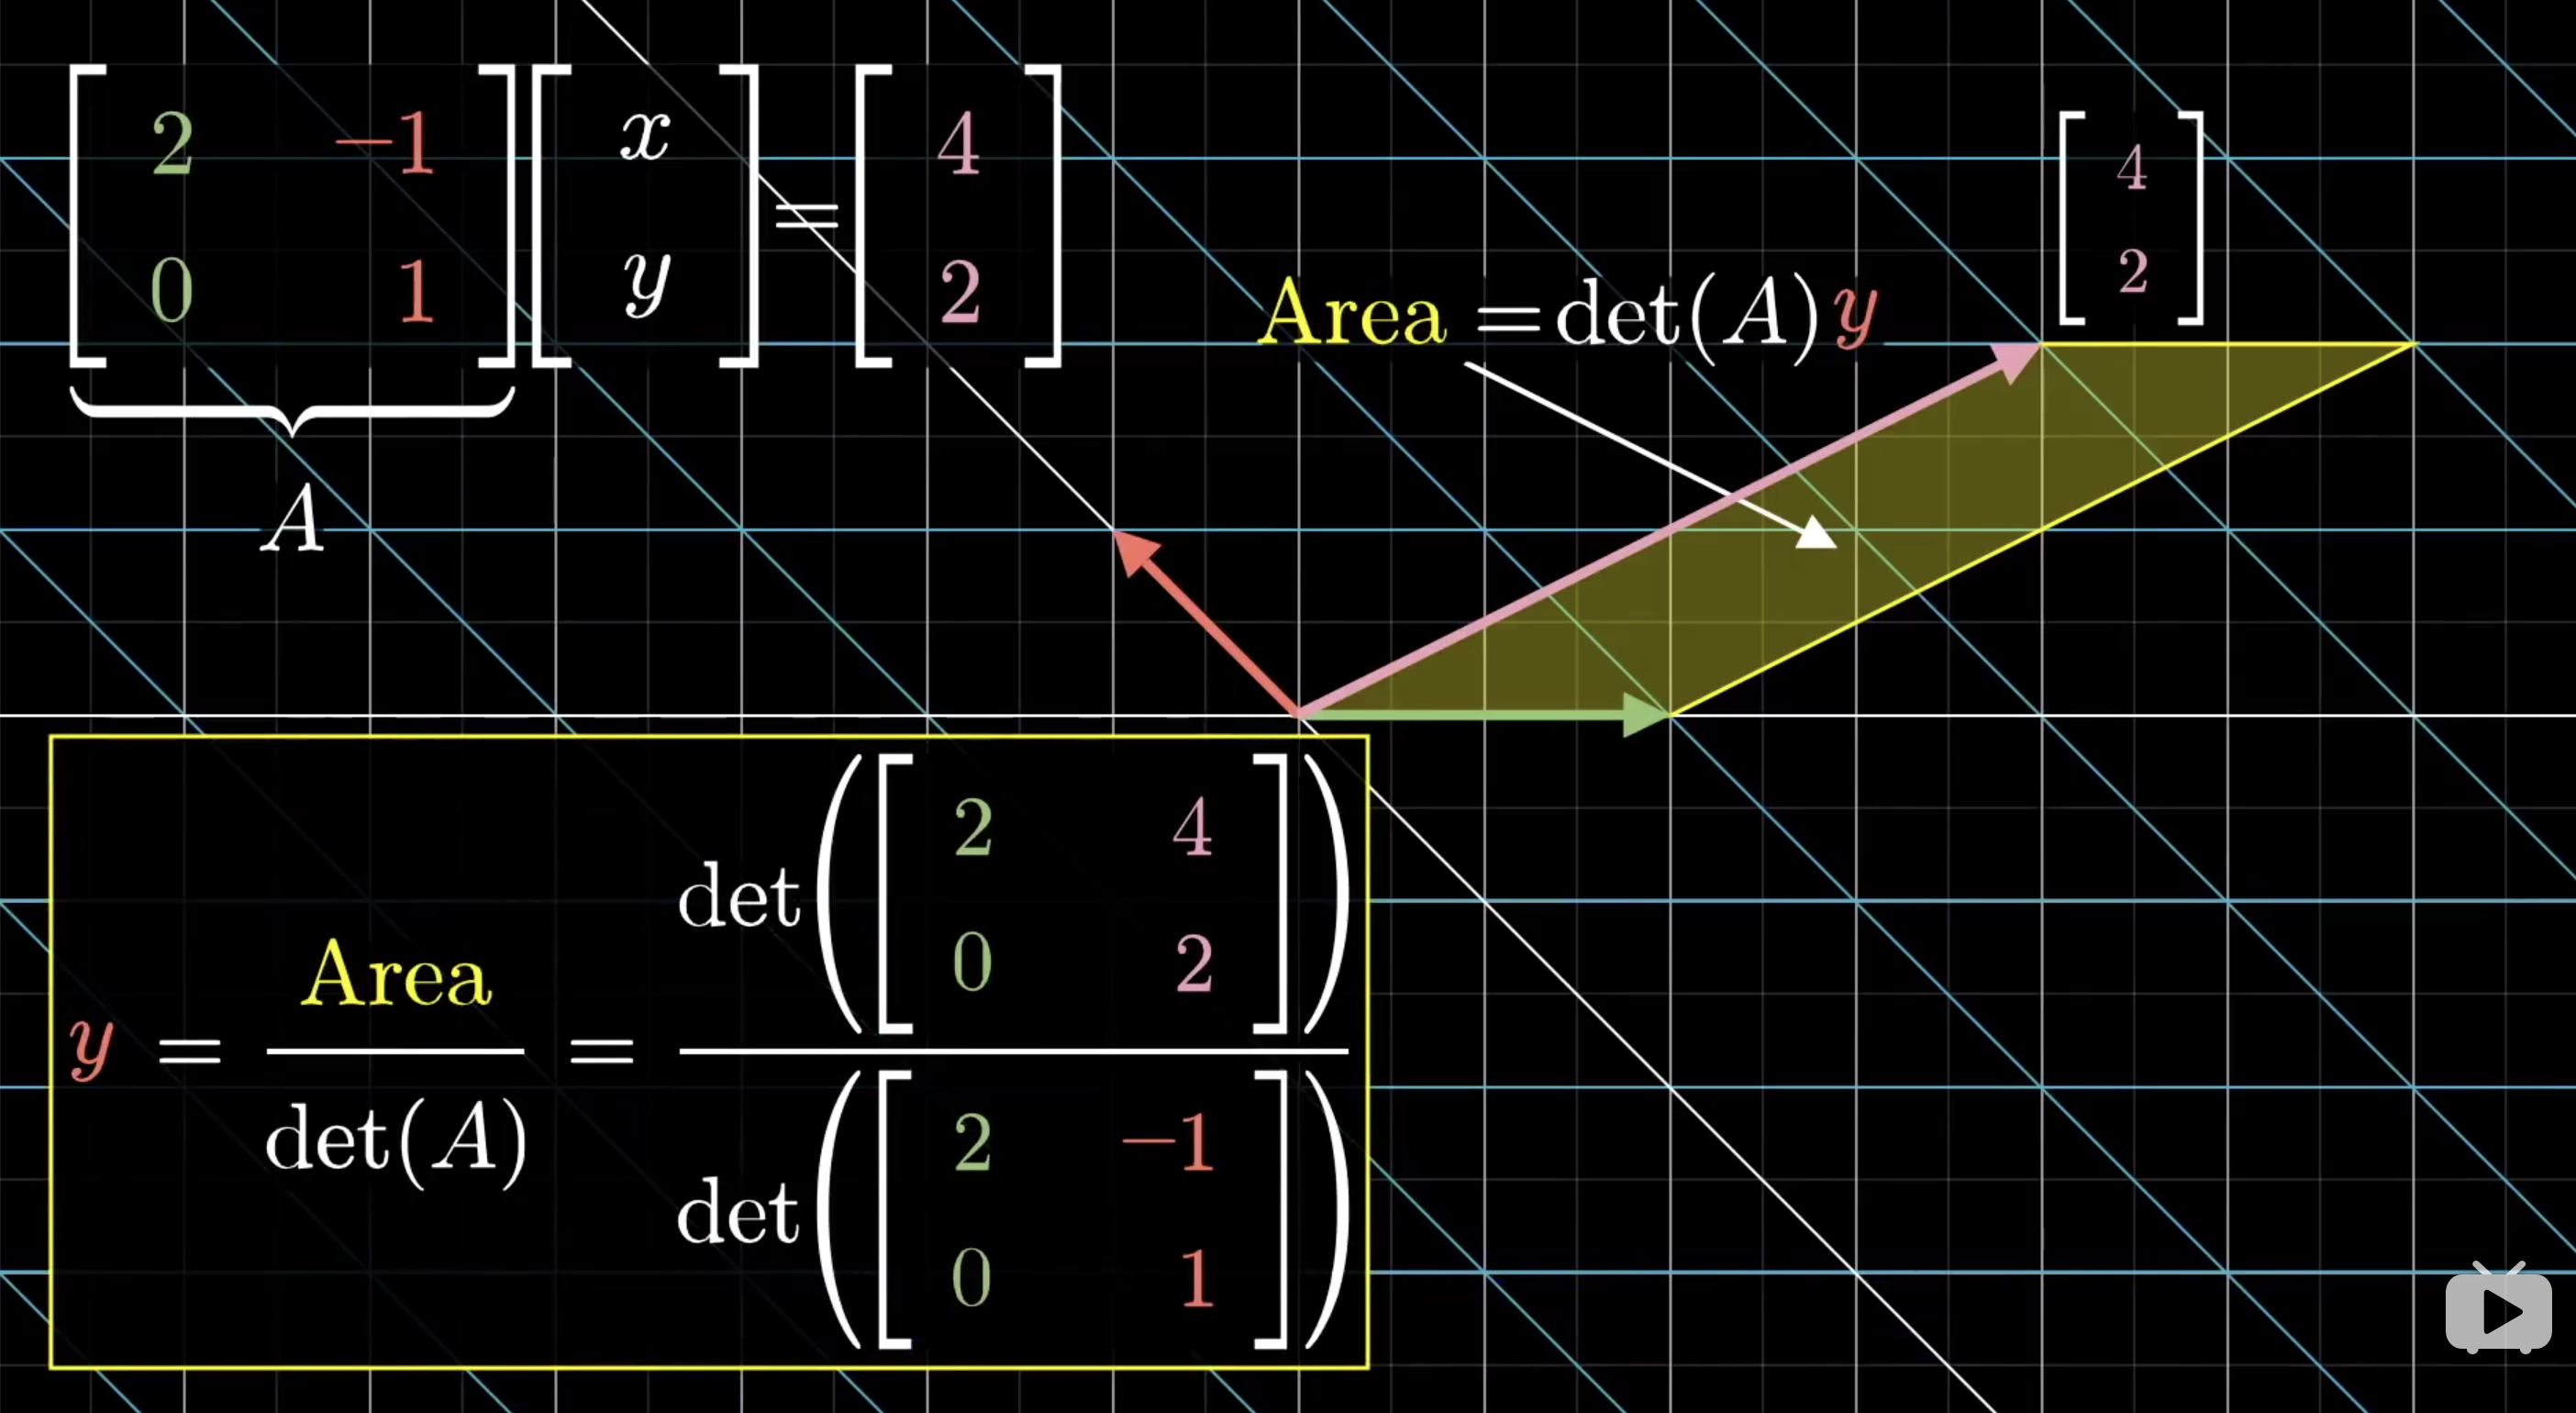 [2 −1; 0 1] [x; y] = [4; 2]
A
[4; 2]
Area = det(A)y
y = Area / det(A) = det([2 4; 0 2]) / det([2 −1; 0 1])